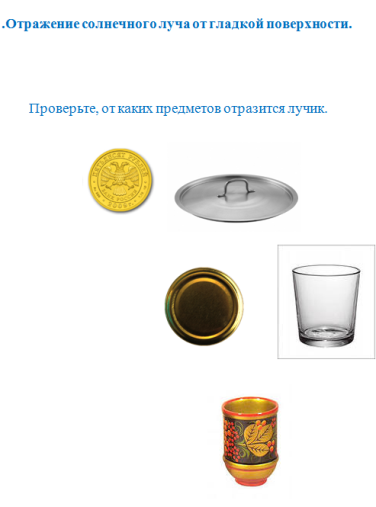 .Отражение солнечного луча от гладкой поверхности.
Проверьте, от каких предметов отразится лучик.